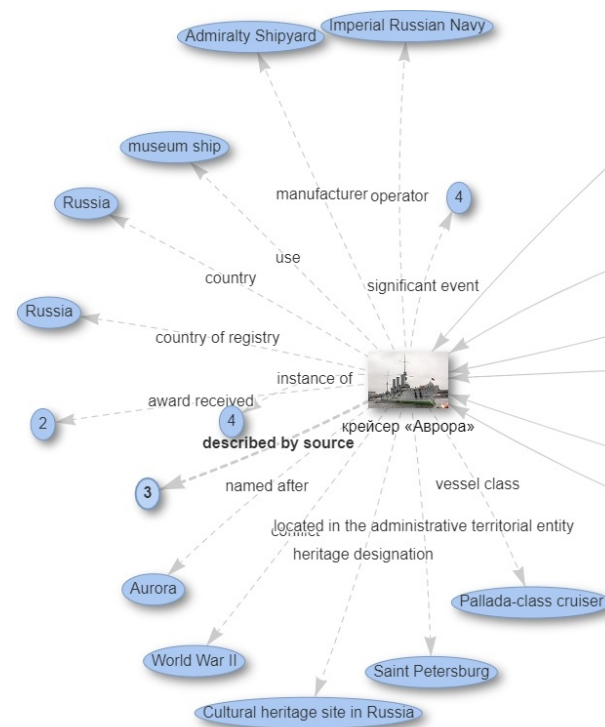 Imperial Russian Navy
Admiralty Shipyard
museum ship
manufacturer
operator
4
Russia
use
country
significant event
Russia
country of registry
instance of
award received
2
4
described by source
крейсер «Аврора»
3
named after
vessel class
located in the administrative territorial entity
conflict
heritage designation
Aurora
Pallada-class cruiser
World War II
Saint Petersburg
Cultural heritage site in Russia